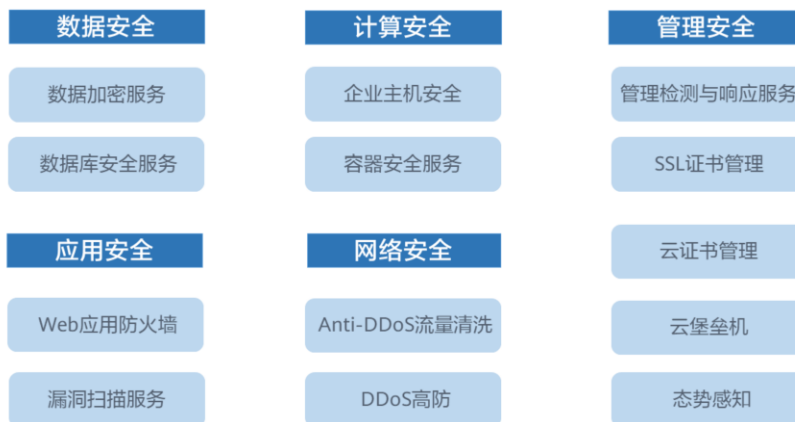 数据安全
数据加密服务
数据库安全服务
计算安全
企业主机安全
容器安全服务
管理安全
管理检测与响应服务
SSL证书管理
云证书管理
云堡垒机
态势感知
应用安全
Web应用防火墙
漏洞扫描服务
网络安全
Anti-DDoS流量清洗
DDoS高防